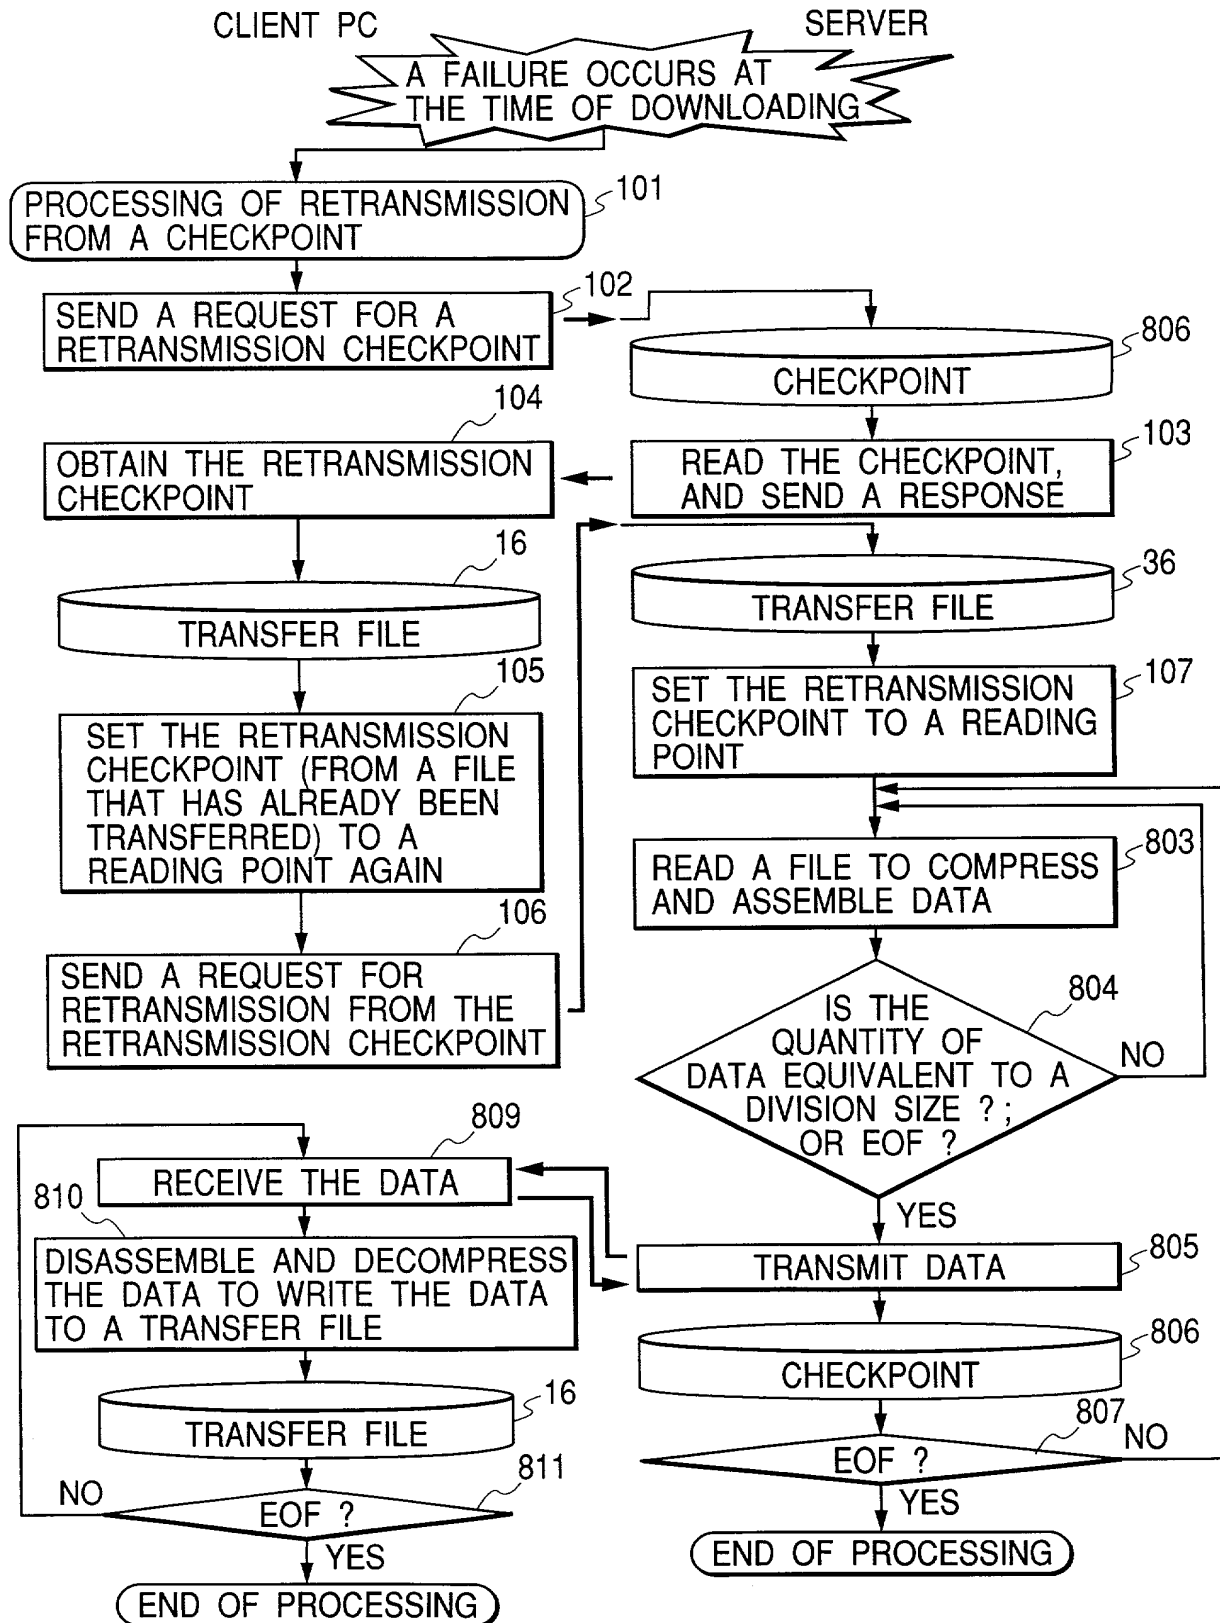 CLIENT PC
SERVER
A FAILURE OCCURS AT
THE TIME OF DOWNLOADING
101
PROCESSING OF RETRANSMISSION
FROM A CHECKPOINT
102
SEND A REQUEST FOR A
RETRANSMISSION CHECKPOINT
806
CHECKPOINT
104
OBTAIN THE RETRANSMISSION
CHECKPOINT
103
READ THE CHECKPOINT,
AND SEND A RESPONSE
16
TRANSFER FILE
36
TRANSFER FILE
105
SET THE RETRANSMISSION
CHECKPOINT (FROM A FILE
THAT HAS ALREADY BEEN
TRANSFERRED) TO A
READING POINT AGAIN
107
SET THE RETRANSMISSION
CHECKPOINT TO A READING
POINT
803
READ A FILE TO COMPRESS
AND ASSEMBLE DATA
106
SEND A REQUEST FOR
RETRANSMISSION FROM THE
RETRANSMISSION CHECKPOINT
804
IS THE
QUANTITY OF
DATA EQUIVALENT TO A
DIVISION SIZE ? ;
OR EOF ?
NO
YES
809
RECEIVE THE DATA
810
DISASSEMBLE AND DECOMPRESS
THE DATA TO WRITE THE DATA
TO A TRANSFER FILE
805
TRANSMIT DATA
806
CHECKPOINT
16
TRANSFER FILE
807
EOF ?
NO
YES
811
NO
EOF ?
YES
END OF PROCESSING
END OF PROCESSING